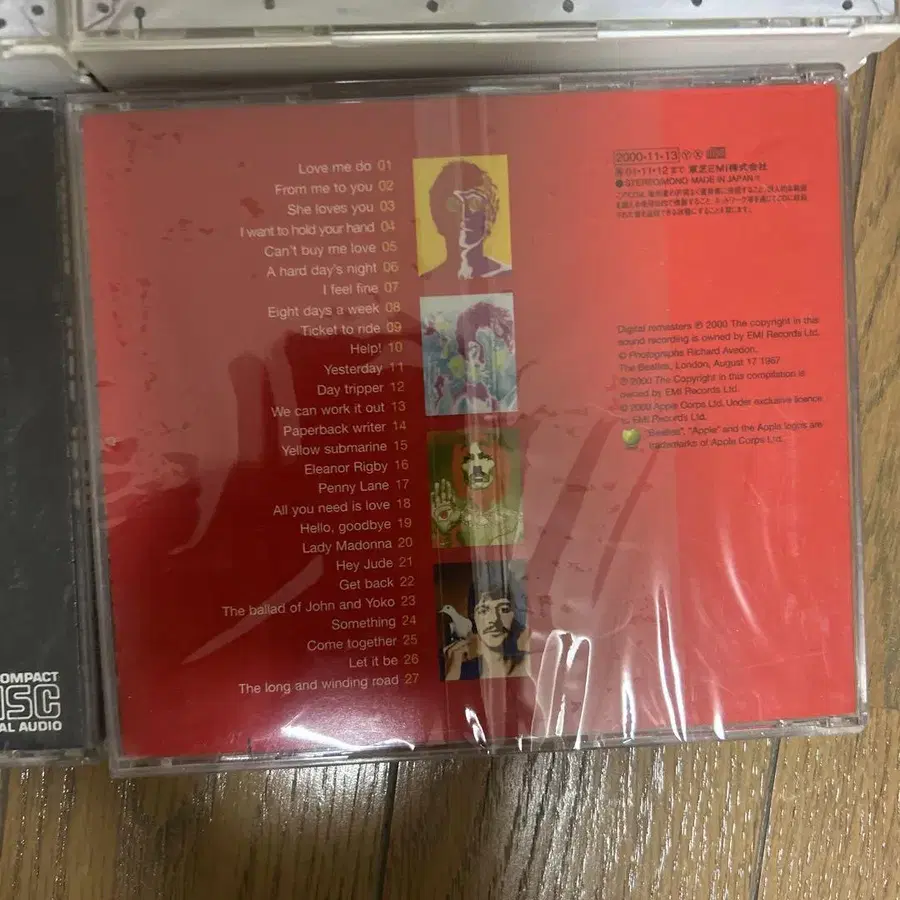 Love me do 01
From me to you 02
She loves you 03
I want to hold your hand 04
Can't buy me love 05
A hard day's night 06
I feel fine 07
Eight days a week 08
Ticket to ride 09
Help! 10
Yesterday 11
Day tripper 12
We can work it out 13
Paperback writer 14
Yellow submarine 15
Eleanor Rigby 16
Penny Lane 17
All you need is love 18
Hello, goodbye 19
Lady Madonna 20
Hey Jude 21
Get back 22
The ballad of John and Yoko 23
Something 24
Come together 25
Let it be 26
The long and winding road 27
2000・11・13
東芝EMI株式会社
STEREO/MONO MADE IN JAPAN
Digital remasters ℗ 2000 The copyright in this
sound recording is owned by EMI Records Ltd.
© Photographs Richard Avedon.
The Beatles, London, August 17 1967
℗ 2000 The Copyright in this compilation is
owned by EMI Records Ltd.
© 2000 Apple Corps Ltd. Under exclusive licence
to EMI Records Ltd.
"Beatles", "Apple" and the Apple logos are
trademarks of Apple Corps Ltd.
COMPACT
DISC
AL AUDIO